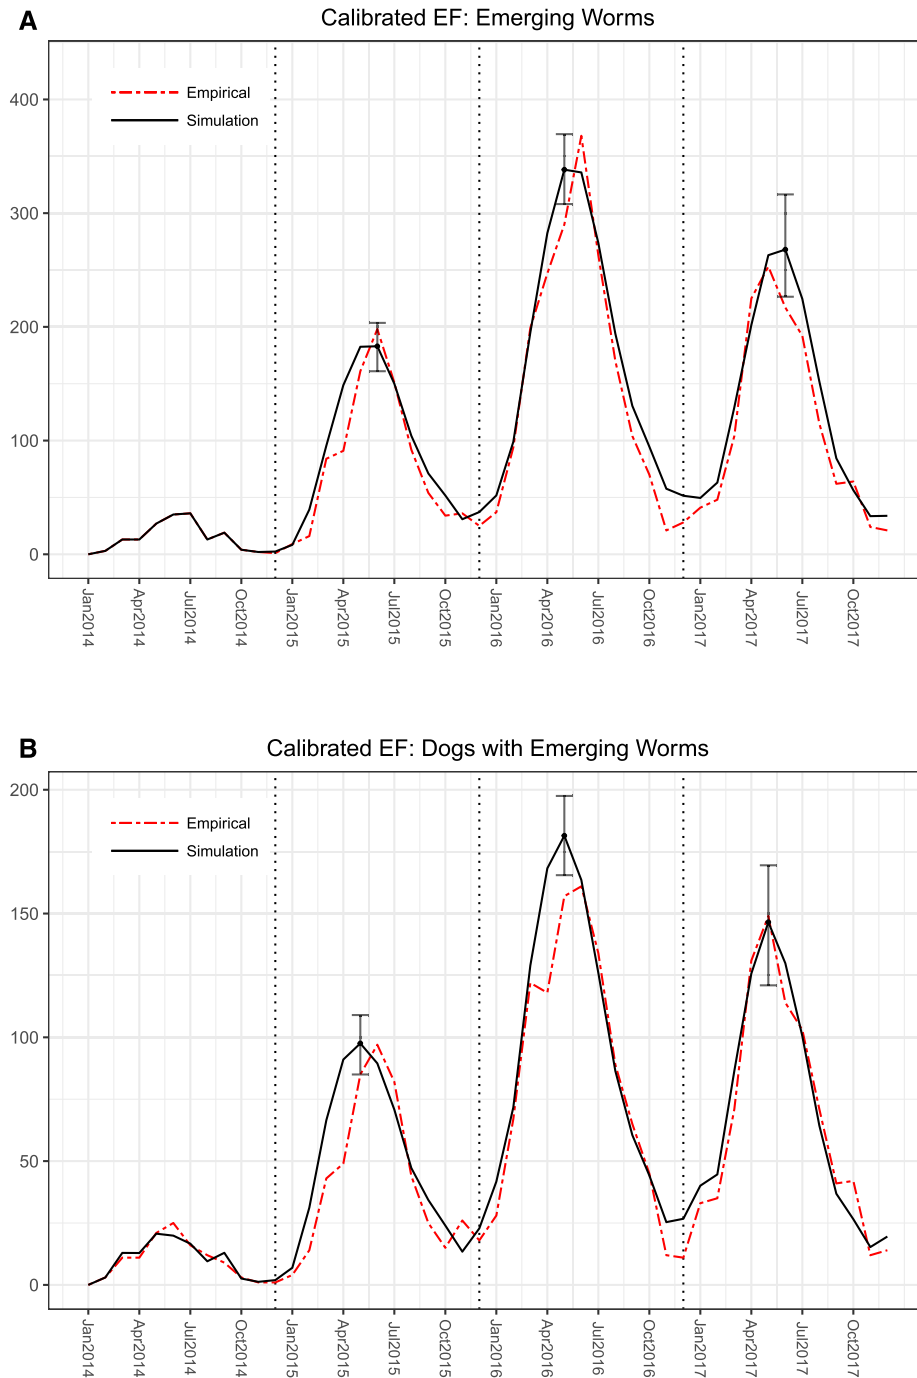 A
Calibrated EF: Emerging Worms
Empirical
Simulation
400
300
200
100
0
Jan2014
Apr2014
Jul2014
Oct2014
Jan2015
Apr2015
Jul2015
Oct2015
Jan2016
Apr2016
Jul2016
Oct2016
Jan2017
Apr2017
Jul2017
Oct2017
B
Calibrated EF: Dogs with Emerging Worms
Empirical
Simulation
200
150
100
50
0
Jan2014
Apr2014
Jul2014
Oct2014
Jan2015
Apr2015
Jul2015
Oct2015
Jan2016
Apr2016
Jul2016
Oct2016
Jan2017
Apr2017
Jul2017
Oct2017